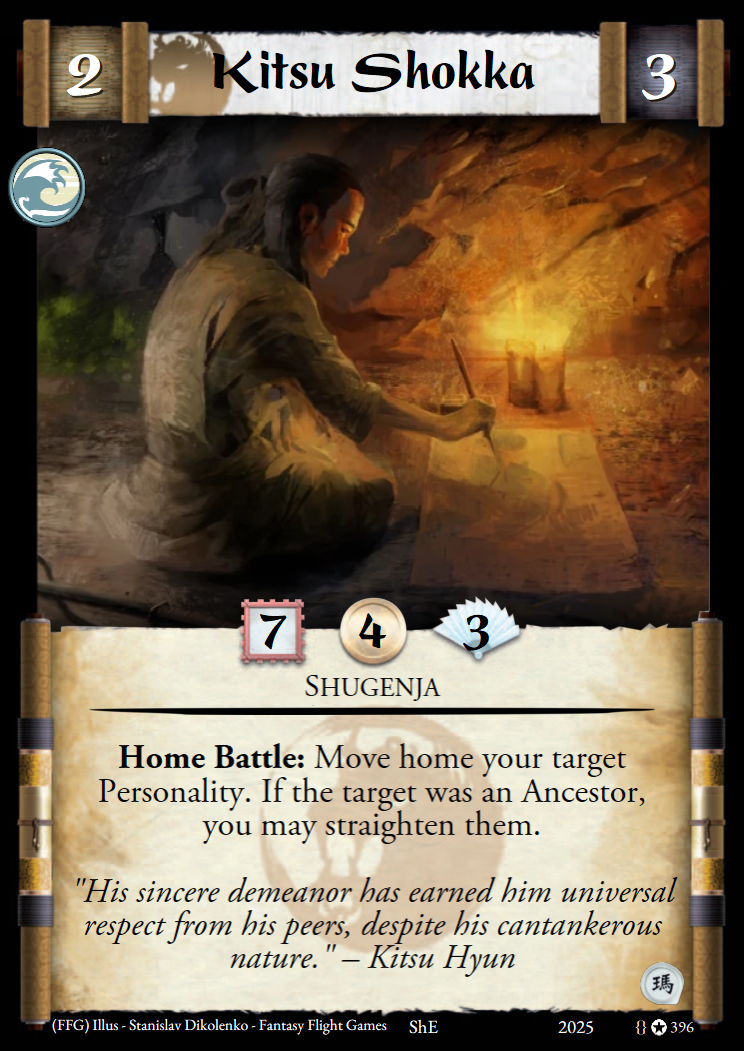 2 Kitsu Shokka 3
7 4 3
SHUGENJA
Home Battle: Move home your target
Personality. If the target was an Ancestor,
you may straighten them.
"His sincere demeanor has earned him universal
respect from his peers, despite his cantankerous
nature." – Kitsu Hyun
瑪
(FFG) Illus - Stanislav Dikolenko - Fantasy Flight Games ShE 2025 {} ✪ 396